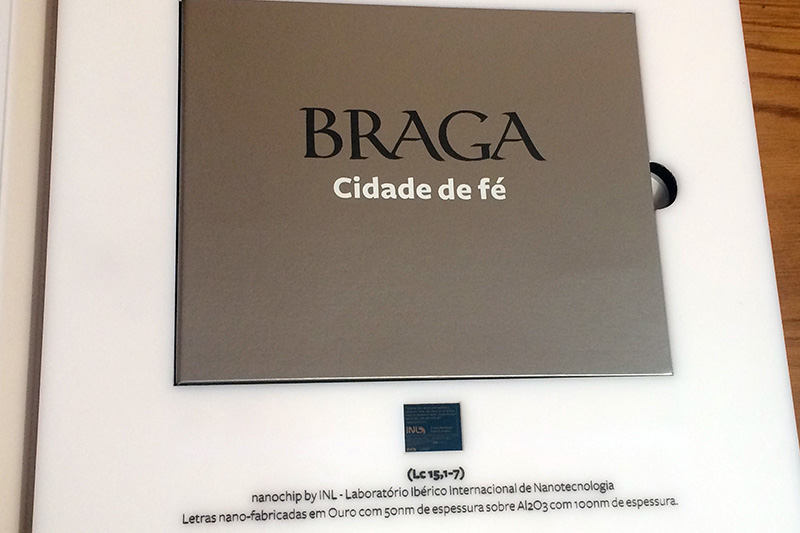 BRAGA
Cidade de fé
INL
(Lc 15,1-7)
nanochip by INL - Laboratório Ibérico Internacional de Nanotecnologia
Letras nano-fabricadas em Ouro com 50nm de espessura sobre Al2O3 com 100nm de espessura.